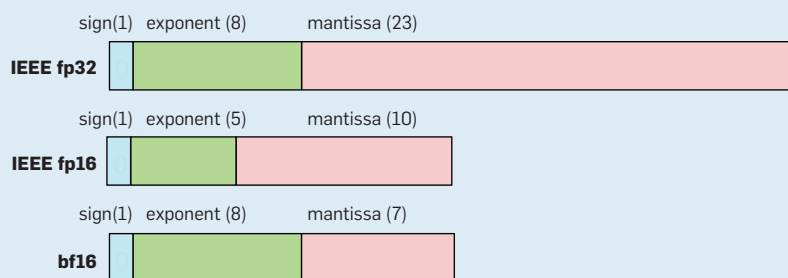 sign(1) exponent (8) mantissa (23)
IEEE fp32
sign(1) exponent (5) mantissa (10)
IEEE fp16
sign(1) exponent (8) mantissa (7)
bf16